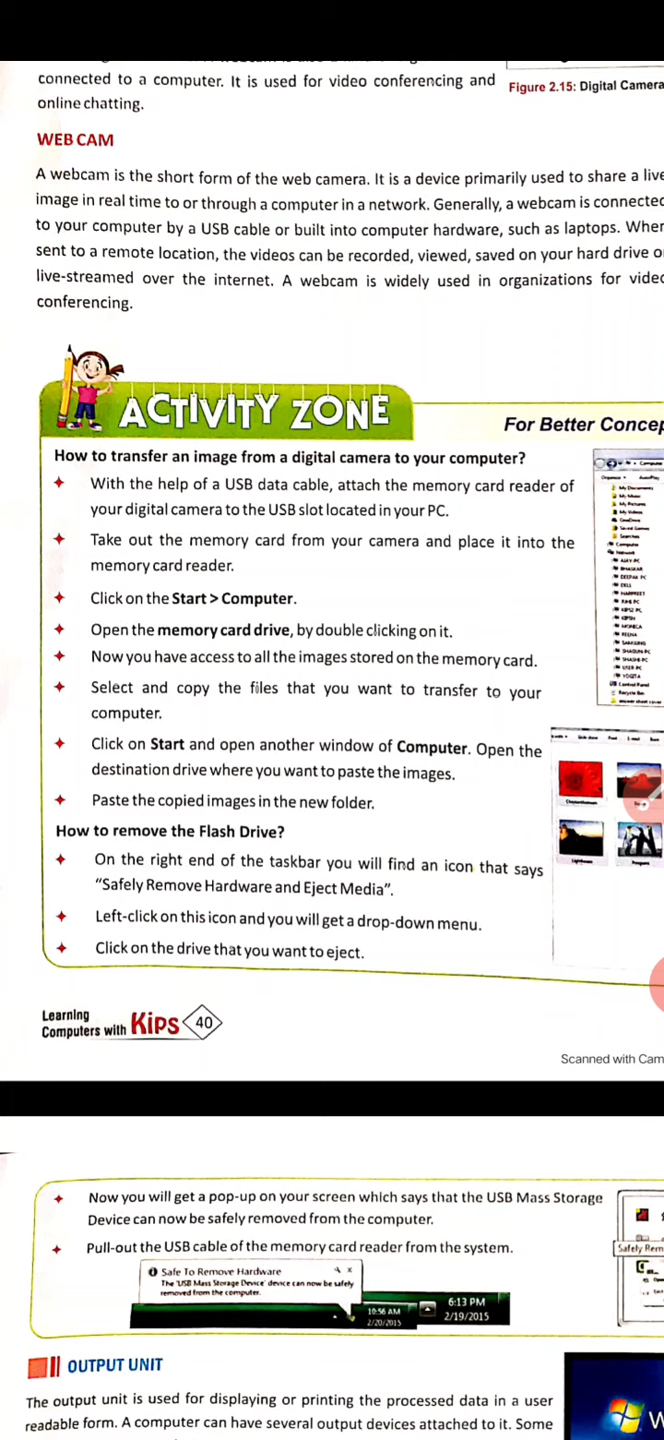 connected to a computer. It is used for video conferencing and
online chatting.
Figure 2.15: Digital Camera
WEB CAM
A webcam is the short form of the web camera. It is a device primarily used to share a live
image in real time to or through a computer in a network. Generally, a webcam is connected
to your computer by a USB cable or built into computer hardware, such as laptops. When
sent to a remote location, the videos can be recorded, viewed, saved on your hard drive or
live-streamed over the internet. A webcam is widely used in organizations for video
conferencing.
ACTIVITY ZONE
For Better Concep
How to transfer an image from a digital camera to your computer?
With the help of a USB data cable, attach the memory card reader of
your digital camera to the USB slot located in your PC.
Take out the memory card from your camera and place it into the
memory card reader.
Click on the Start > Computer.
Open the memory card drive, by double clicking on it.
Now you have access to all the images stored on the memory card.
Select and copy the files that you want to transfer to your
computer.
Click on Start and open another window of Computer. Open the
destination drive where you want to paste the images.
Paste the copied images in the new folder.
How to remove the Flash Drive?
On the right end of the taskbar you will find an icon that says
“Safely Remove Hardware and Eject Media”.
Left-click on this icon and you will get a drop-down menu.
Click on the drive that you want to eject.
Learning
Computers with Kips 40
Scanned with Cam
Now you will get a pop-up on your screen which says that the USB Mass Storage
Device can now be safely removed from the computer.
Pull-out the USB cable of the memory card reader from the system.
Safe To Remove Hardware
The 'USB Mass Storage Device' device can now be safely
removed from the computer.
10:56 AM
2/20/2015
6:13 PM
2/19/2015
Safely Rem
OUTPUT UNIT
The output unit is used for displaying or printing the processed data in a user
readable form. A computer can have several output devices attached to it. Some